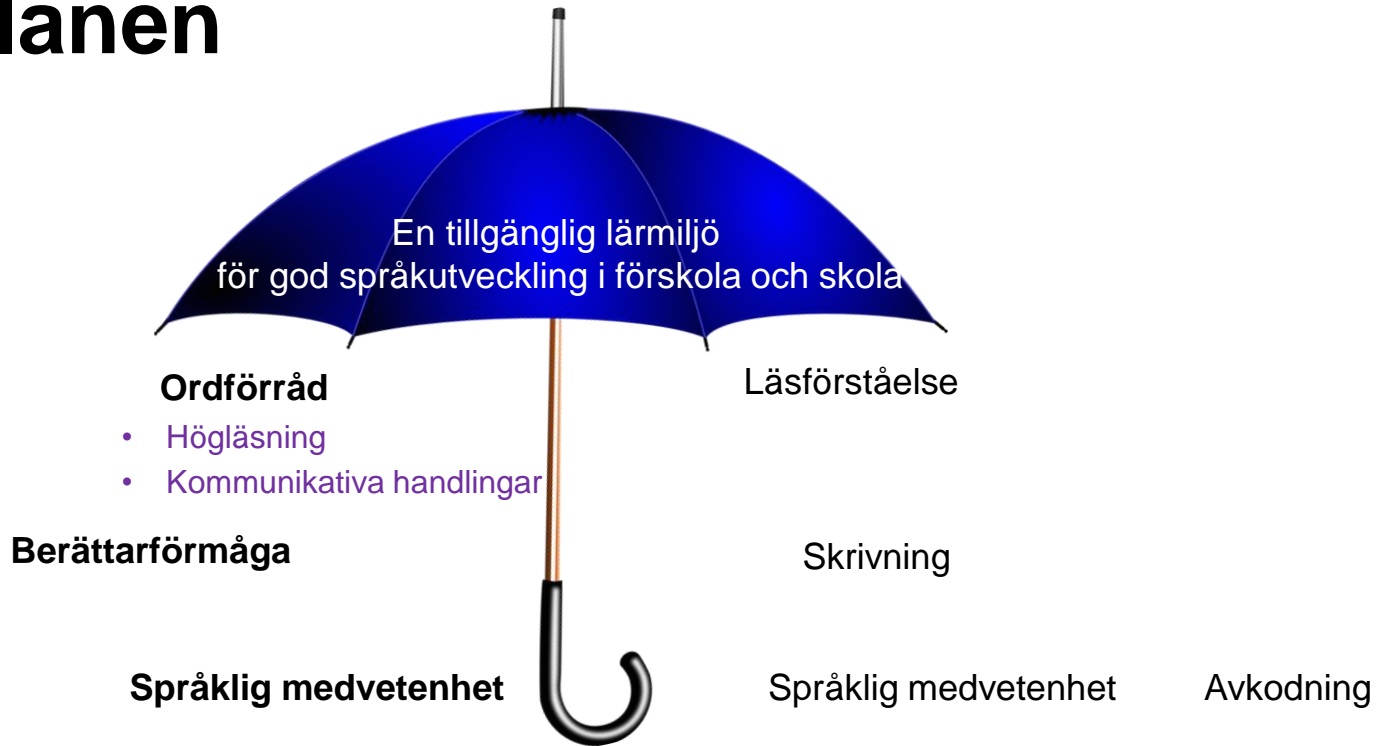 lanen
En tillgänglig lärmiljö
för god språkutveckling i förskola och skola
Ordförråd
• Högläsning
• Kommunikativa handlingar
Läsförståelse
Berättarförmåga
Skrivning
Språklig medvetenhet
Språklig medvetenhet
Avkodning